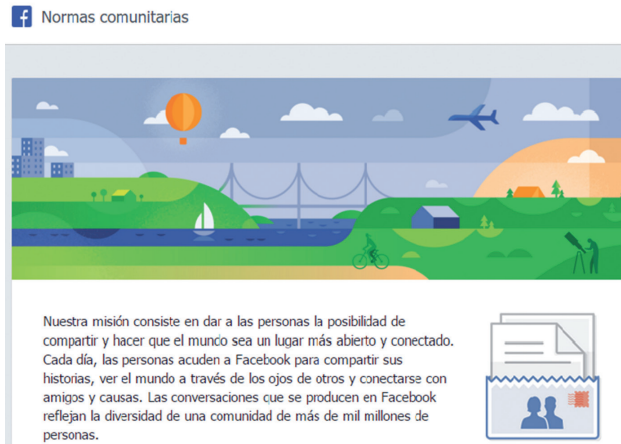 f Normas comunitarias
Nuestra misión consiste en dar a las personas la posibilidad de
compartir y hacer que el mundo sea un lugar más abierto y conectado.
Cada día, las personas acuden a Facebook para compartir sus
historias, ver el mundo a través de los ojos de otros y conectarse con
amigos y causas. Las conversaciones que se producen en Facebook
reflejan la diversidad de una comunidad de más de mil millones de
personas.